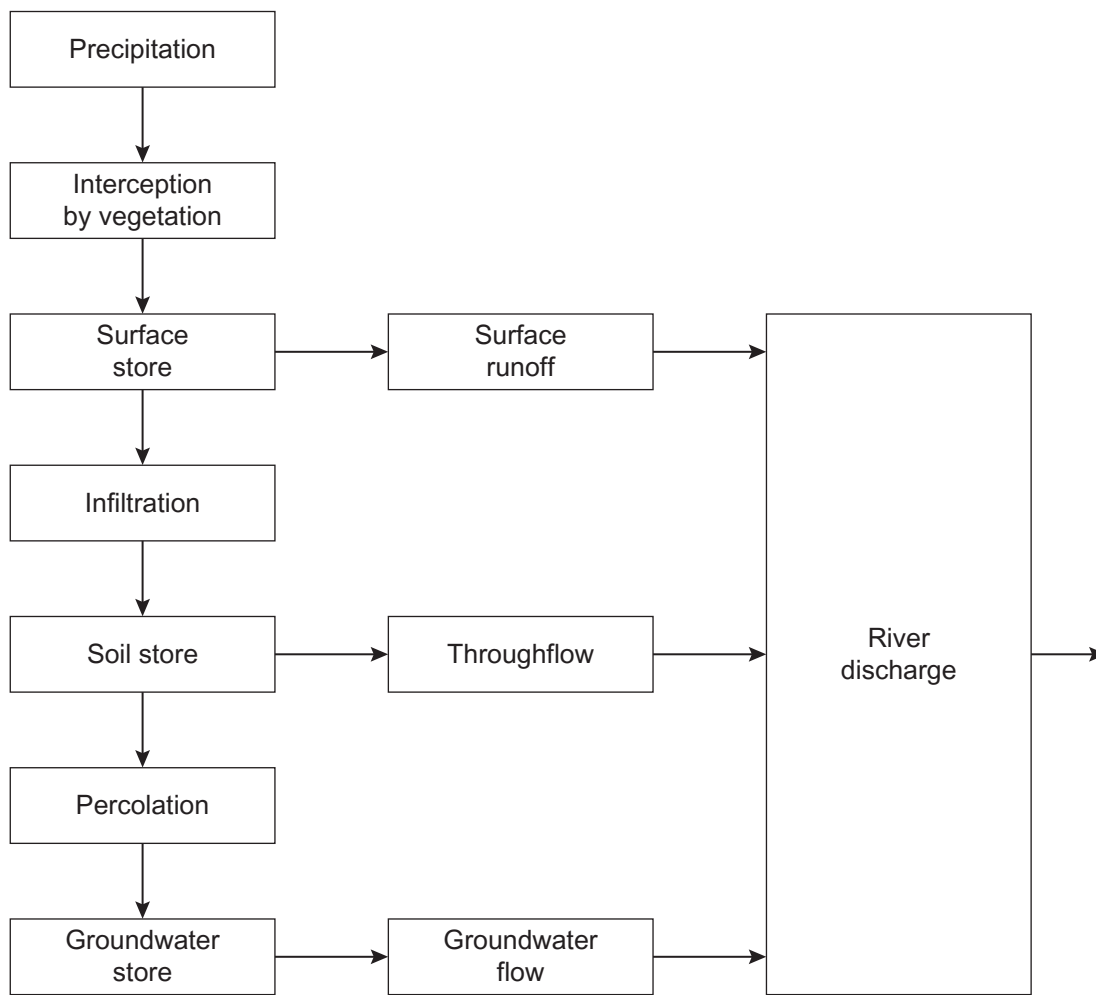 Precipitation
Interception
by vegetation
Surface
store
Surface
runoff
Infiltration
Soil store
Throughflow
River
discharge
Percolation
Groundwater
store
Groundwater
flow